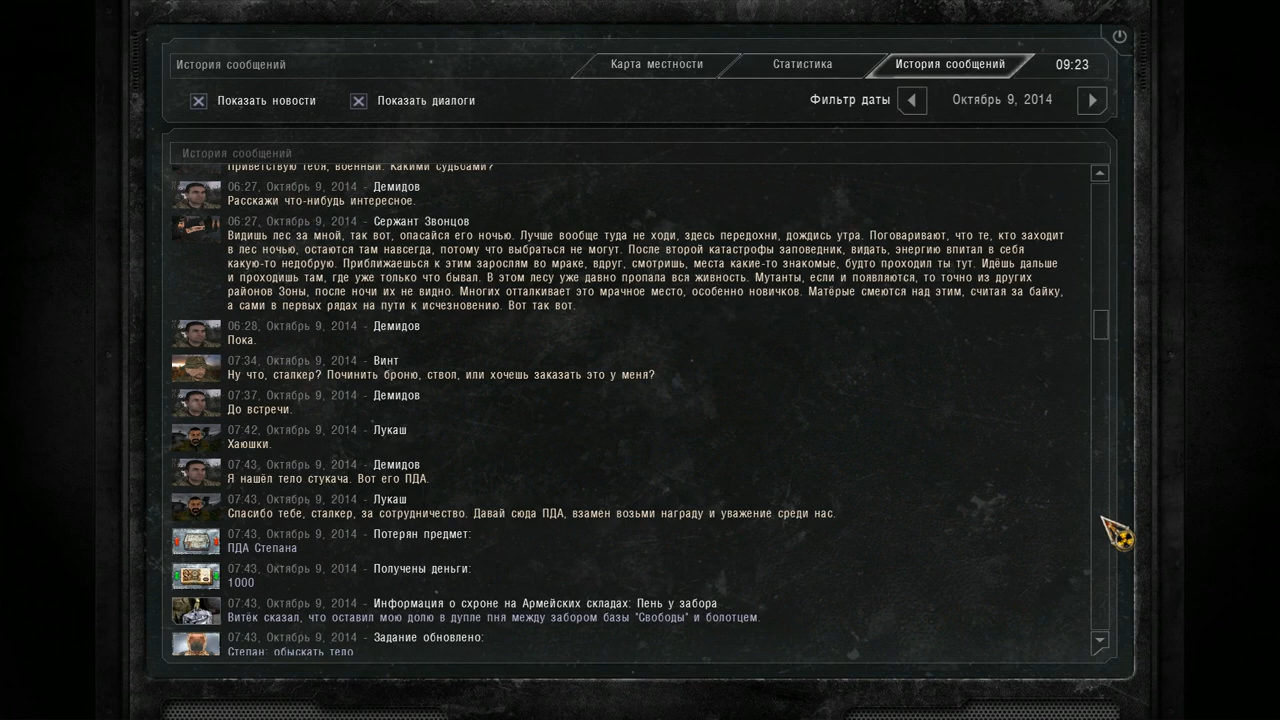 История сообщений
Карта местности
Статистика
История сообщений
09:23
Показать новости
Показать диалоги
Фильтр даты
Октябрь 9, 2014
История сообщений
Приветствую тебя, военный. Какими судьбами?
06:27, Октябрь 9, 2014 - Демидов
Расскажи что-нибудь интересное.
06:27, Октябрь 9, 2014 - Сержант Звонцов
Видишь лес за мной, так вот, опасайся его ночью. Лучше вообще туда не ходи, здесь передохни, дождись утра. Поговаривают, что те, кто заходит
в лес ночью, остаются там навсегда, потому что выбраться не могут. После второй катастрофы заповедник, видать, энергию впитал в себя
какую-то недобрую. Приближаешься к этим зарослям во мраке, вдруг, смотришь, места какие-то знакомые, будто проходил ты тут. Идёшь дальше
и проходишь там, где уже только что бывал. В этом лесу уже давно пропала вся живность. Мутанты, если и появляются, то точно из других
районов Зоны, после ночи их не видно. Многих отталкивает это мрачное место, особенно новичков. Матёрые смеются над этим, считая за байку,
а сами в первых рядах на пути к исчезновению. Вот так вот.
06:28, Октябрь 9, 2014 - Демидов
Пока.
07:34, Октябрь 9, 2014 - Винт
Ну что, сталкер? Починить броню, ствол, или хочешь заказать это у меня?
07:37, Октябрь 9, 2014 - Демидов
До встречи.
07:42, Октябрь 9, 2014 - Лукаш
Хаюшки.
07:43, Октябрь 9, 2014 - Демидов
Я нашёл тело стукача. Вот его ПДА.
07:43, Октябрь 9, 2014 - Лукаш
Спасибо тебе, сталкер, за сотрудничество. Давай сюда ПДА, взамен возьми награду и уважение среди нас.
07:43, Октябрь 9, 2014 - Потерян предмет:
ПДА Степана
07:43, Октябрь 9, 2014 - Получены деньги:
1000
07:43, Октябрь 9, 2014 - Информация о схроне на Армейских складах: Пень у забора
Витёк сказал, что оставил мою долю в дупле пня между забором базы "Свободы" и болотцем.
07:43, Октябрь 9, 2014 - Задание обновлено:
Степан: обыскать тело